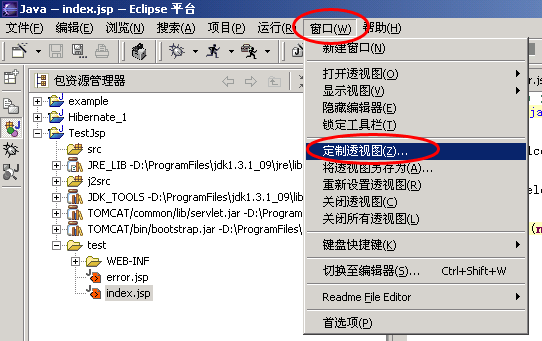 Java - index.jsp - Eclipse 平台
文件(F) 编辑(E) 浏览(N) 搜索(A) 项目(P) 运行(R) 窗口(W) 帮助(H)
包资源管理器
example
Hibernate_1
TestJsp
src
JRE_LIB -D:\ProgramFiles\jdk1.3.1_09\jre\lib
j2src
JDK_TOOLS -D:\ProgramFiles\jdk1.3.1_09\lib
TOMCAT/common/lib/servlet.jar -D:\Program
TOMCAT/bin/bootstrap.jar -D:\ProgramFiles\
test
WEB-INF
error.jsp
index.jsp
新建窗口(N)
打开透视图(O)
显示视图(V)
隐藏编辑器(E)
锁定工具栏(T)
定制透视图(Z)...
将透视图另存为(A)...
重新设置透视图(R)
关闭透视图(C)
关闭所有透视图(L)
键盘快捷键(K)
切换至编辑器(S)... Ctrl+Shift+W
Readme File Editor
首选项(P)